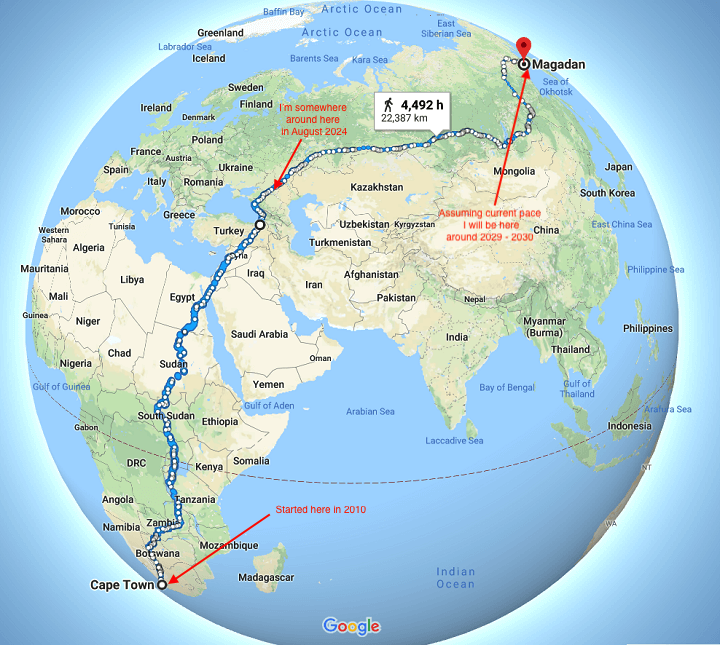 Arctic Ocean
Baffin Bay
Greenland
Arctic Ocean
East
Siberian Sea
Labrador Sea
Iceland
Barents Sea
Kara Sea
Magadan
Sea of
Okhotsk
Sweden
Finland
4,492 h
22,387 km
I'm somewhere
around here
in August 2024
Ireland
Denmark
Poland
France
Austria
Ukraine
Spain
Italy
Romania
Greece
Turkey
Kazakhstan
Mongolia
Japan
South Korea
Assuming current pace
I will be here
around 2029 - 2030
China
East China Sea
Morocco
Western
Sahara
Tunisia
Algeria
Uzbekistan
Kyrgyzstan
Turkmenistan
Syria
Iraq
Iran
Afghanistan
Pakistan
Nepal
Philippine Sea
Mauritania
Libya
Egypt
Mali
Niger
Guinea
Chad
Sudan
Saudi Arabia
Oman
Yemen
India
Myanmar
(Burma)
Thailand
Philippines
Nigeria
Gulf of Guinea
Gulf of Aden
Arabian Sea
Bay of Bengal
Gulf of
Thailand
Laccadive Sea
South Sudan
Ethiopia
Gabon
DRC
Kenya
Somalia
Arafura Sea
Indonesia
NT
WA
Angola
Tanzania
Namibia
Zambia
Botswana
Mozambique
Madagascar
Started here in 2010
Cape Town
Indian
Ocean
Google